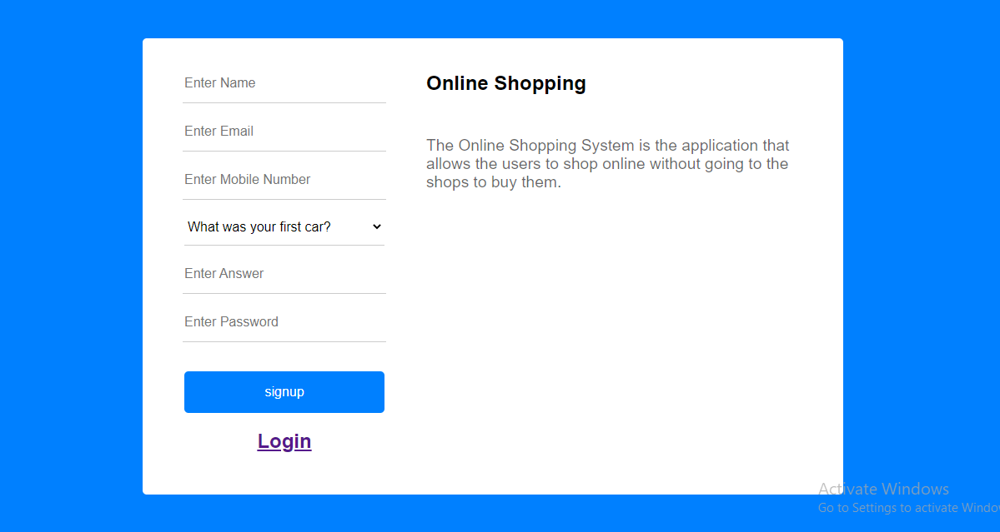 Enter Name
Enter Email
Enter Mobile Number
What was your first car?
Enter Answer
Enter Password
signup
Login
Online Shopping
The Online Shopping System is the application that
allows the users to shop online without going to the
shops to buy them.
Activate Windows
Go to Settings to activate Windo